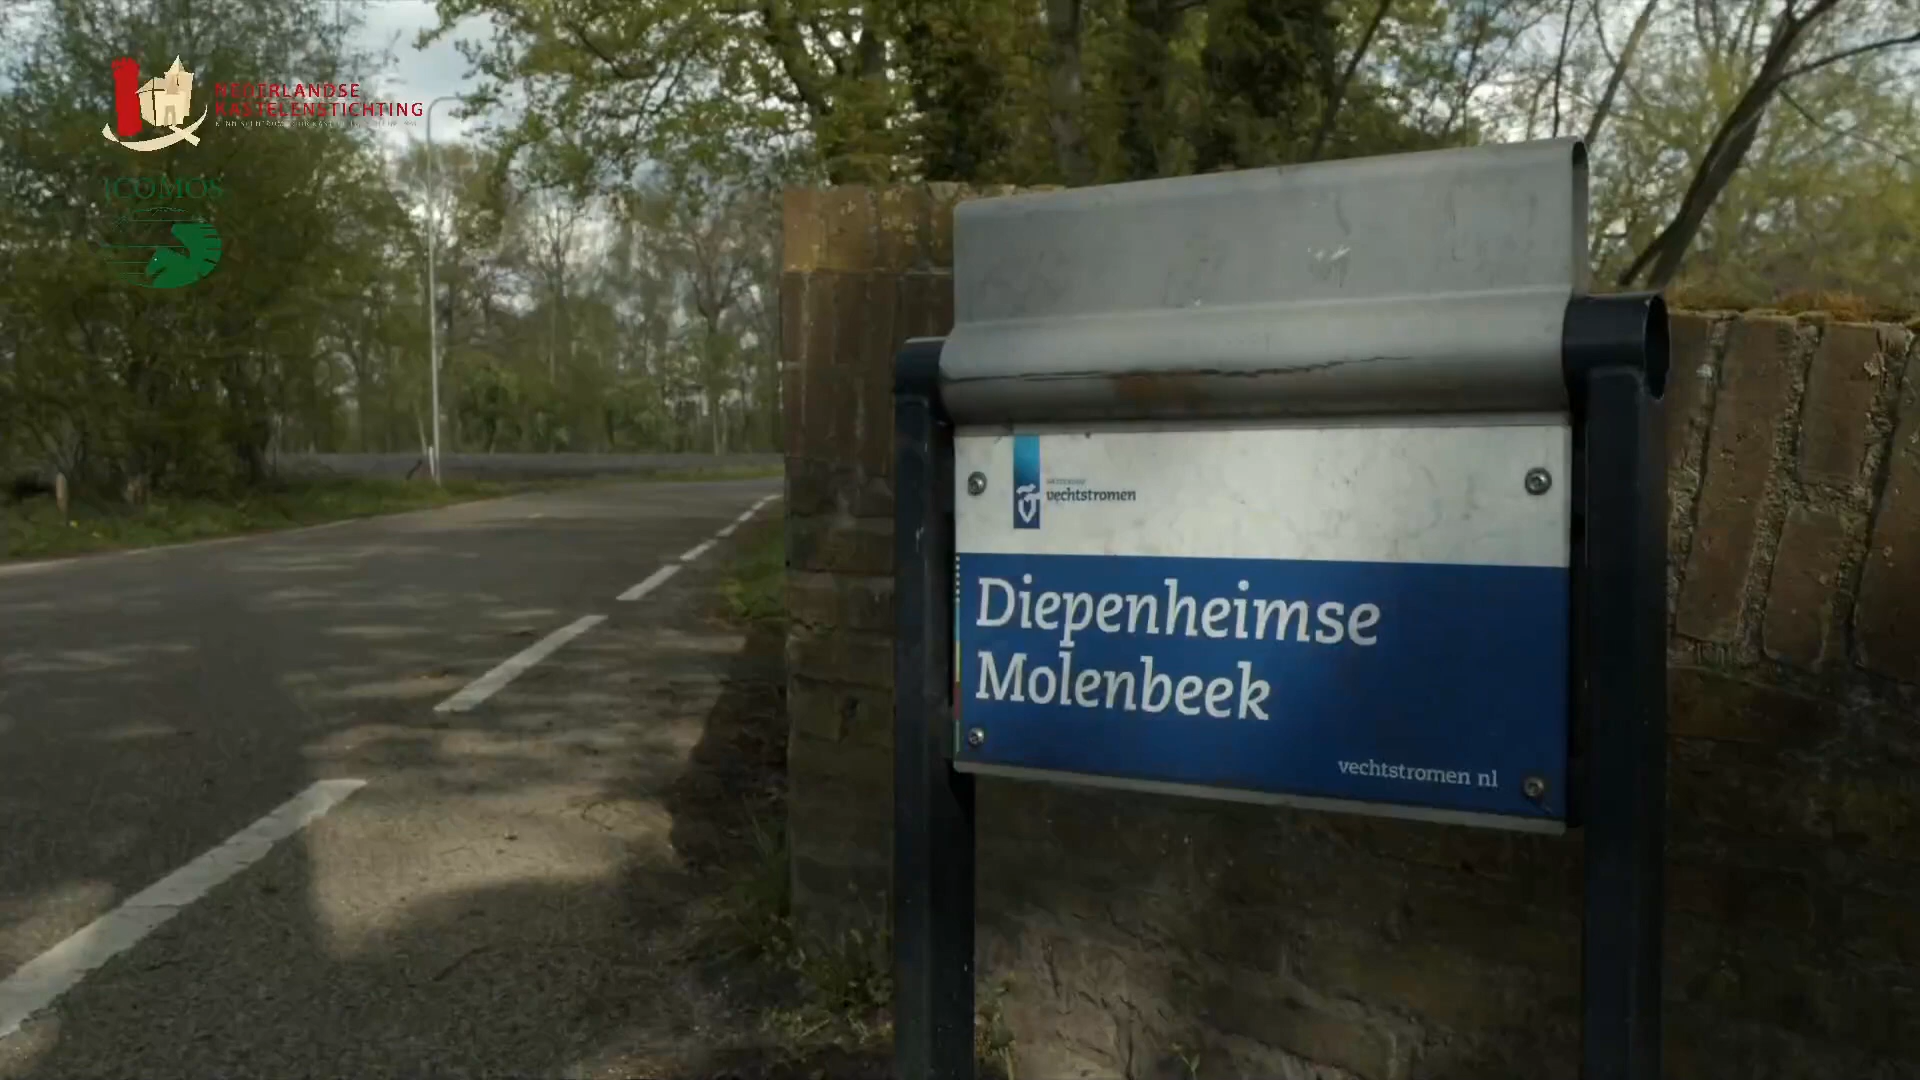 NEDERLANDSE
KASTELENSTICHTING
ICOMOS
vechtstromen
Diepenheimse
Molenbeek
vechtstromen nl